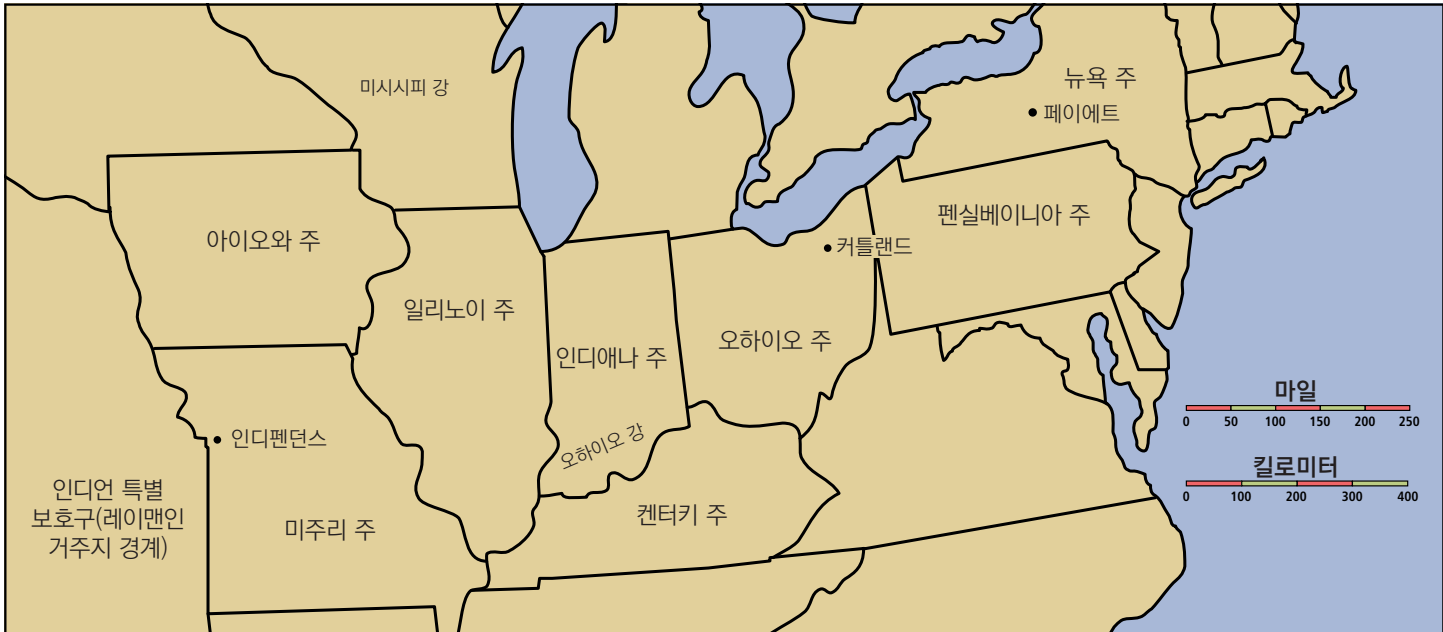 미시시피 강
뉴욕 주
페이에트
아이오와 주
펜실베이니아 주
커틀랜드
일리노이 주
인디애나 주
오하이오 주
인디펜던스
오하이오 강
인디언 특별
보호구(레이맨인
거주지 경계)
미주리 주
켄터키 주
마일
0 50 100 150 200 250
킬로미터
0 100 200 300 400